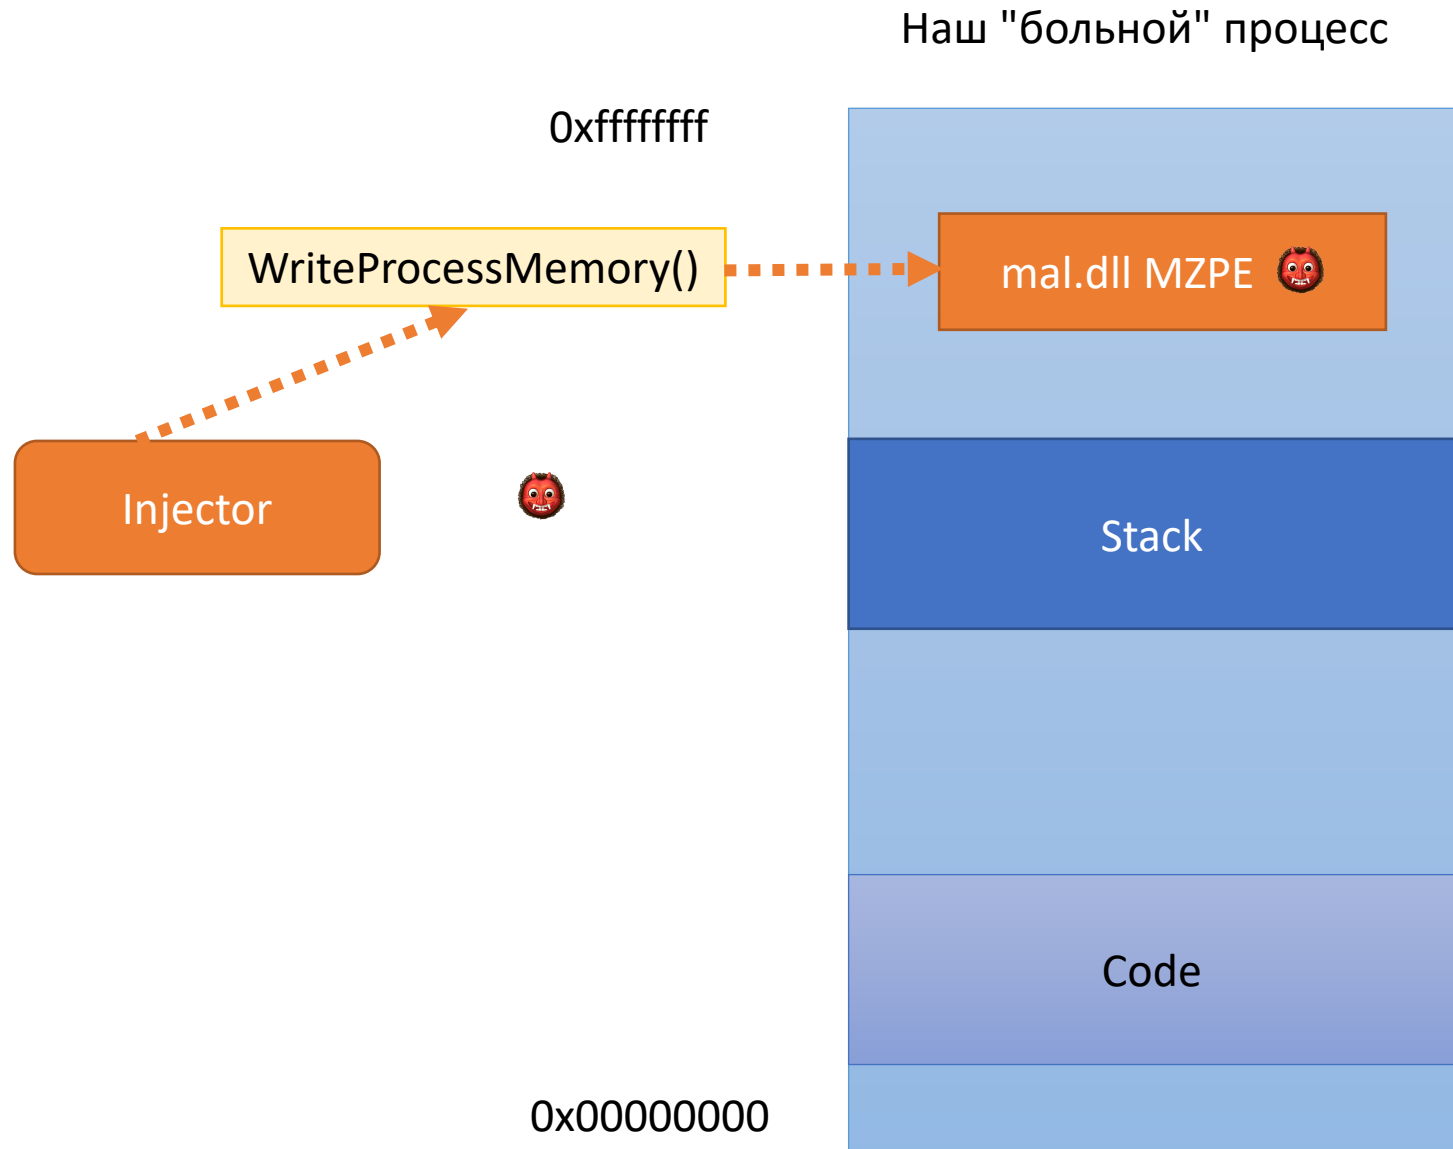 Наш "больной" процесс
0xffffffff
WriteProcessMemory()
mal.dll MZPE
Injector
Stack
Code
0x00000000